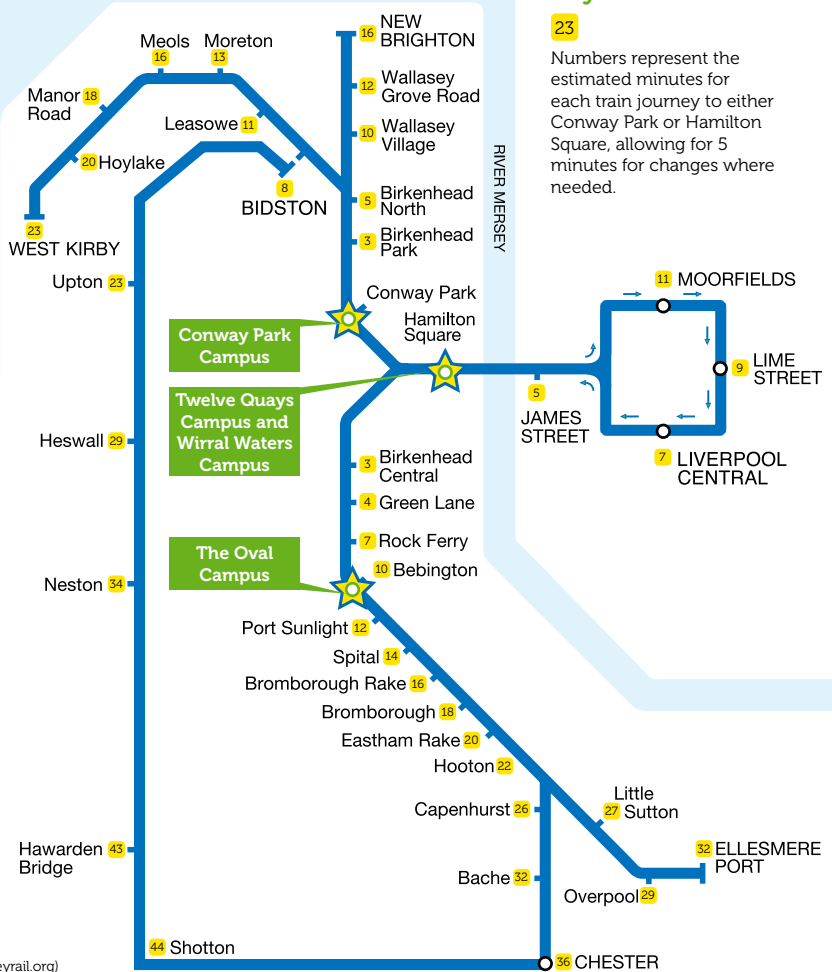 23
Numbers represent the
estimated minutes for
each train journey to either
Conway Park or Hamilton
Square, allowing for 5
minutes for changes where
needed.
16 NEW
BRIGHTON
12 Wallasey
Grove Road
10 Wallasey
Village
5 Birkenhead
North
3 Birkenhead
Park
Meols
16
Moreton
13
Manor 18
Road
Leasowe 11
20 Hoylake
8
BIDSTON
23
WEST KIRBY
Upton 23
RIVER MERSEY
Conway Park
Hamilton
Square
Conway Park
Campus
Twelve Quays
Campus and
Wirral Waters
Campus
11 MOORFIELDS
9 LIME
STREET
5
JAMES
STREET
7 LIVERPOOL
CENTRAL
Heswall 29
3 Birkenhead
Central
4 Green Lane
7 Rock Ferry
10 Bebington
The Oval
Campus
Neston 34
Port Sunlight 12
Spital 14
Bromborough Rake 16
Bromborough 18
Eastham Rake 20
Hooton 22
Capenhurst 26
Little
27 Sutton
Hawarden 43
Bridge
Bache 32
32 ELLESMERE
PORT
Overpool 29
44 Shotton
36 CHESTER
eyrail.org)